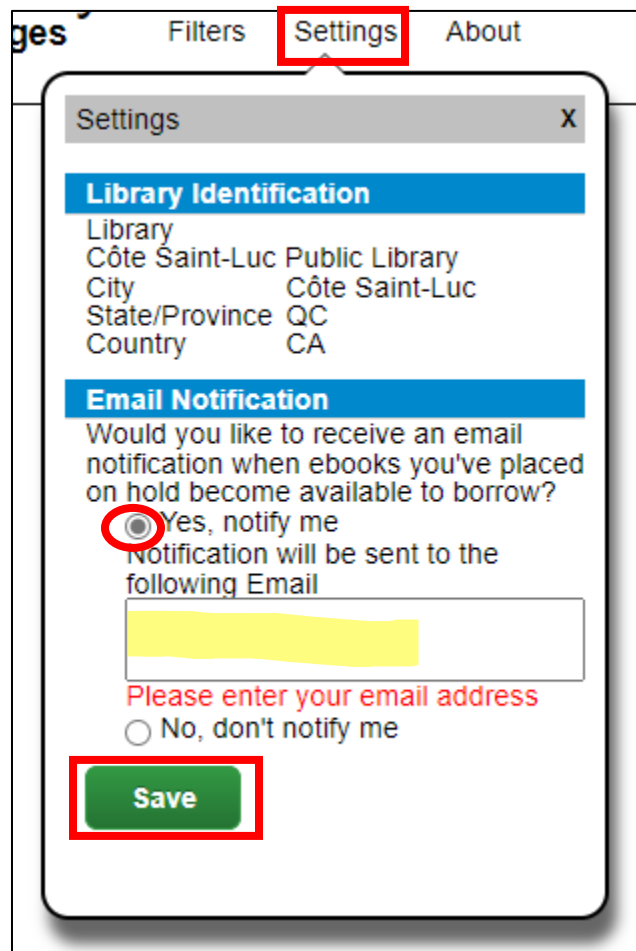 ges Filters Settings About
Settings X
Library Identification
Library
Côte Saint-Luc Public Library
City Côte Saint-Luc
State/Province QC
Country CA
Email Notification
Would you like to receive an email
notification when ebooks you've placed
on hold become available to borrow?
Yes, notify me
Notification will be sent to the
following Email
Please enter your email address
No, don't notify me
Save